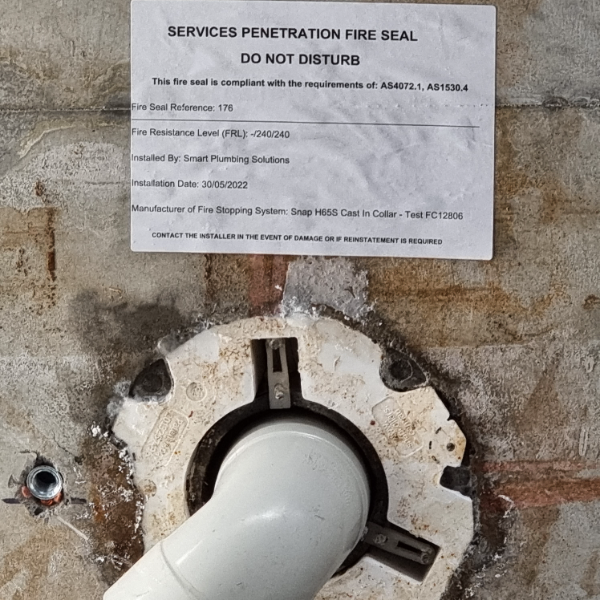 SERVICES PENETRATION FIRE SEAL
DO NOT DISTURB
This fire seal is compliant with the requirements of: AS4072.1, AS1530.4
Fire Seal Reference: 176
Fire Resistance Level (FRL): -/240/240
Installed By: Smart Plumbing Solutions
Installation Date: 30/05/2022
Manufacturer of Fire Stopping System: Snap H65S Cast In Collar - Test FC12806
CONTACT THE INSTALLER IN THE EVENT OF DAMAGE OR IF REINSTATEMENT IS REQUIRED